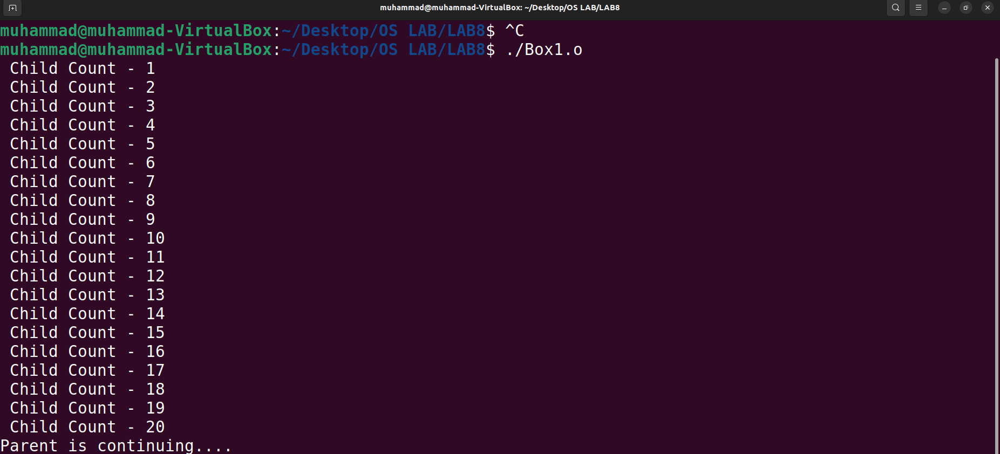 muhammad@muhammad-VirtualBox: ~/Desktop/OS LAB/LAB8
muhammad@muhammad-VirtualBox:~/Desktop/OS LAB/LAB8$ ^C
muhammad@muhammad-VirtualBox:~/Desktop/OS LAB/LAB8$ ./Box1.o
Child Count - 1
Child Count - 2
Child Count - 3
Child Count - 4
Child Count - 5
Child Count - 6
Child Count - 7
Child Count - 8
Child Count - 9
Child Count - 10
Child Count - 11
Child Count - 12
Child Count - 13
Child Count - 14
Child Count - 15
Child Count - 16
Child Count - 17
Child Count - 18
Child Count - 19
Child Count - 20
Parent is continuing....